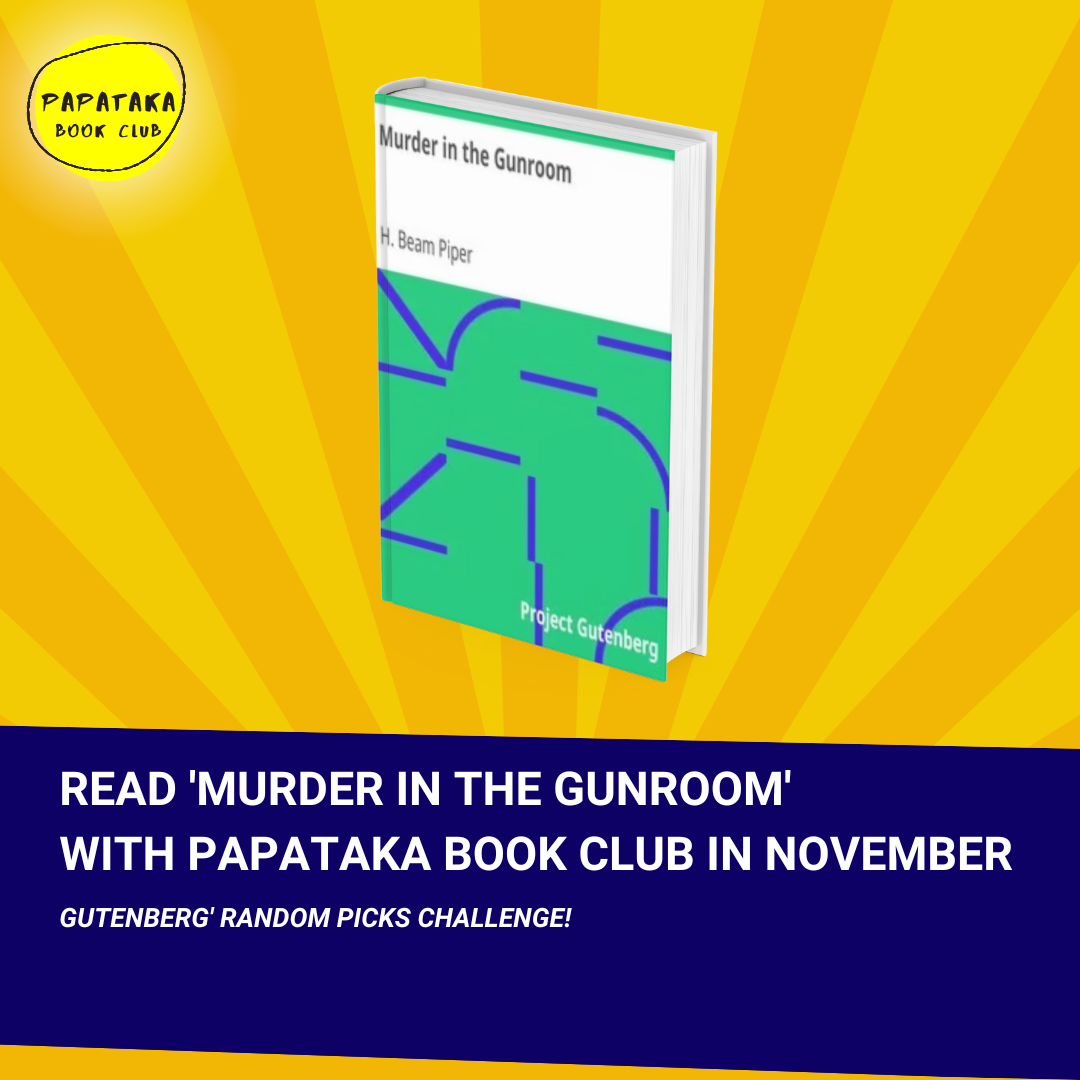 PAPATAKA
BOOK CLUB
Murder in the Gunroom
H. Beam Piper
Project Gutenberg
READ 'MURDER IN THE GUNROOM'
WITH PAPATAKA BOOK CLUB IN NOVEMBER
GUTENBERG' RANDOM PICKS CHALLENGE!